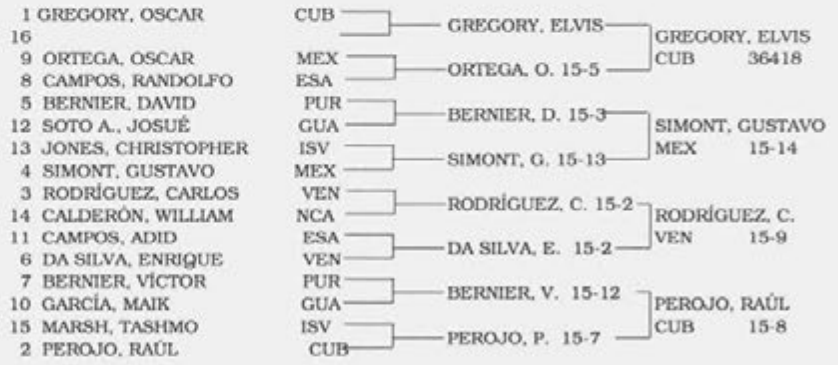 1 GREGORY, OSCAR CUB
16
9 ORTEGA, OSCAR MEX
8 CAMPOS, RANDOLFO ESA
5 BERNIER, DAVID PUR
12 SOTO A., JOSUÉ GUA
13 JONES, CHRISTOPHER ISV
4 SIMONT, GUSTAVO MEX
3 RODRÍGUEZ, CARLOS VEN
14 CALDERÓN, WILLIAM NCA
11 CAMPOS, ADID ESA
6 DA SILVA, ENRIQUE VEN
7 BERNIER, VÍCTOR PUR
10 GARCÍA, MAIK GUA
15 MARSH, TASHMO ISV
2 PEROJO, RAÚL CUB
GREGORY, ELVIS
ORTEGA, O. 15-5
BERNIER, D. 15-3
SIMONT, G. 15-13
RODRÍGUEZ, C. 15-2
DA SILVA, E. 15-2
BERNIER, V. 15-12
PEROJO, P. 15-7
GREGORY, ELVIS
CUB 36418
SIMONT, GUSTAVO
MEX 15-14
RODRÍGUEZ, C.
VEN 15-9
PEROJO, RAÚL
CUB 15-8